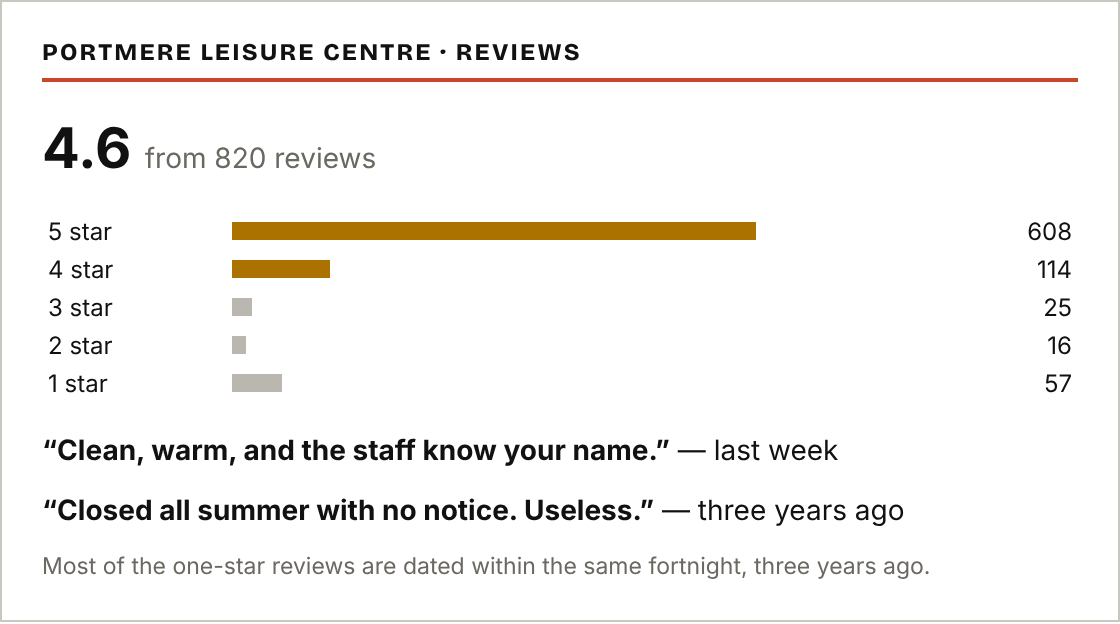 PORTMERE LEISURE CENTRE · REVIEWS
4.6 from 820 reviews
5 star 608
4 star 114
3 star 25
2 star 16
1 star 57
“Clean, warm, and the staff know your name.” — last week
“Closed all summer with no notice. Useless.” — three years ago
Most of the one-star reviews are dated within the same fortnight, three years ago.